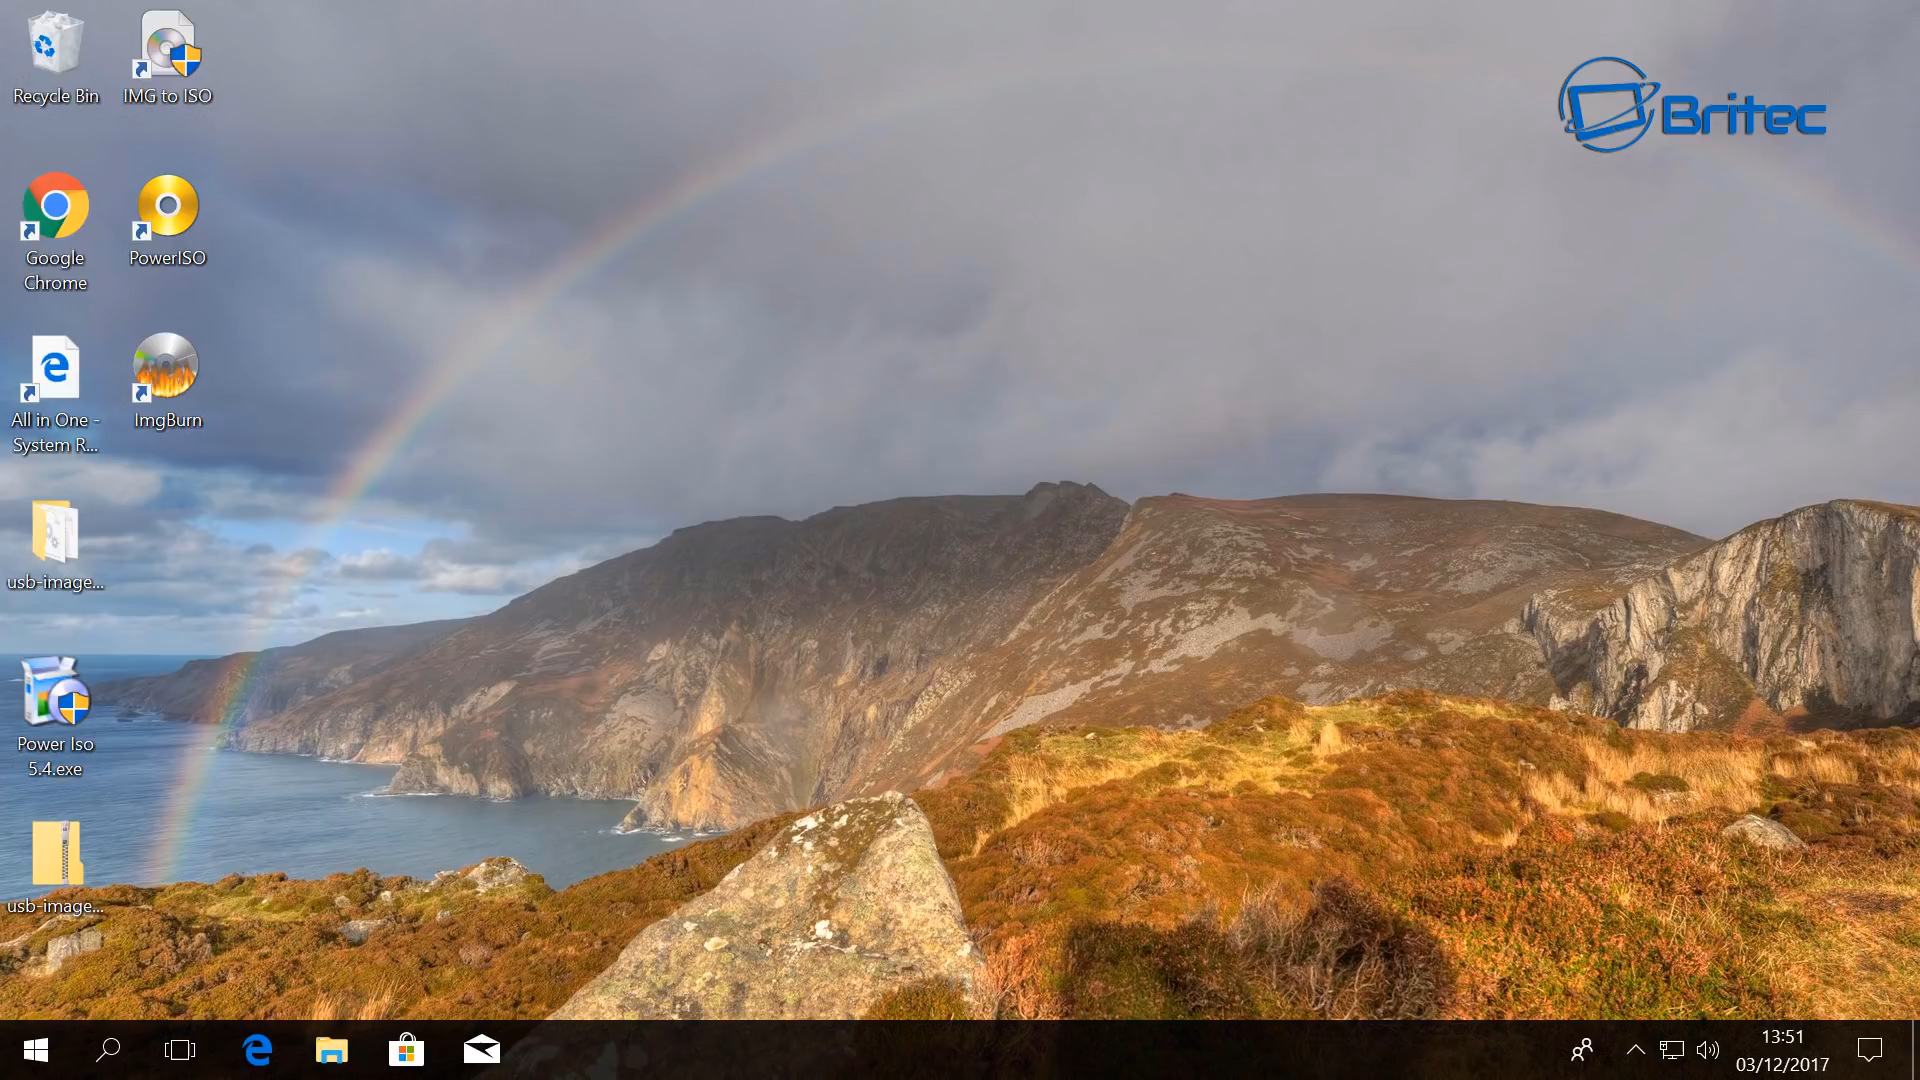 Recycle Bin
IMG to ISO
Britec
Google
Chrome
PowerISO
All in One -
System R...
ImgBurn
usb-image...
Power Iso
5.4.exe
usb-image...
13:51
03/12/2017